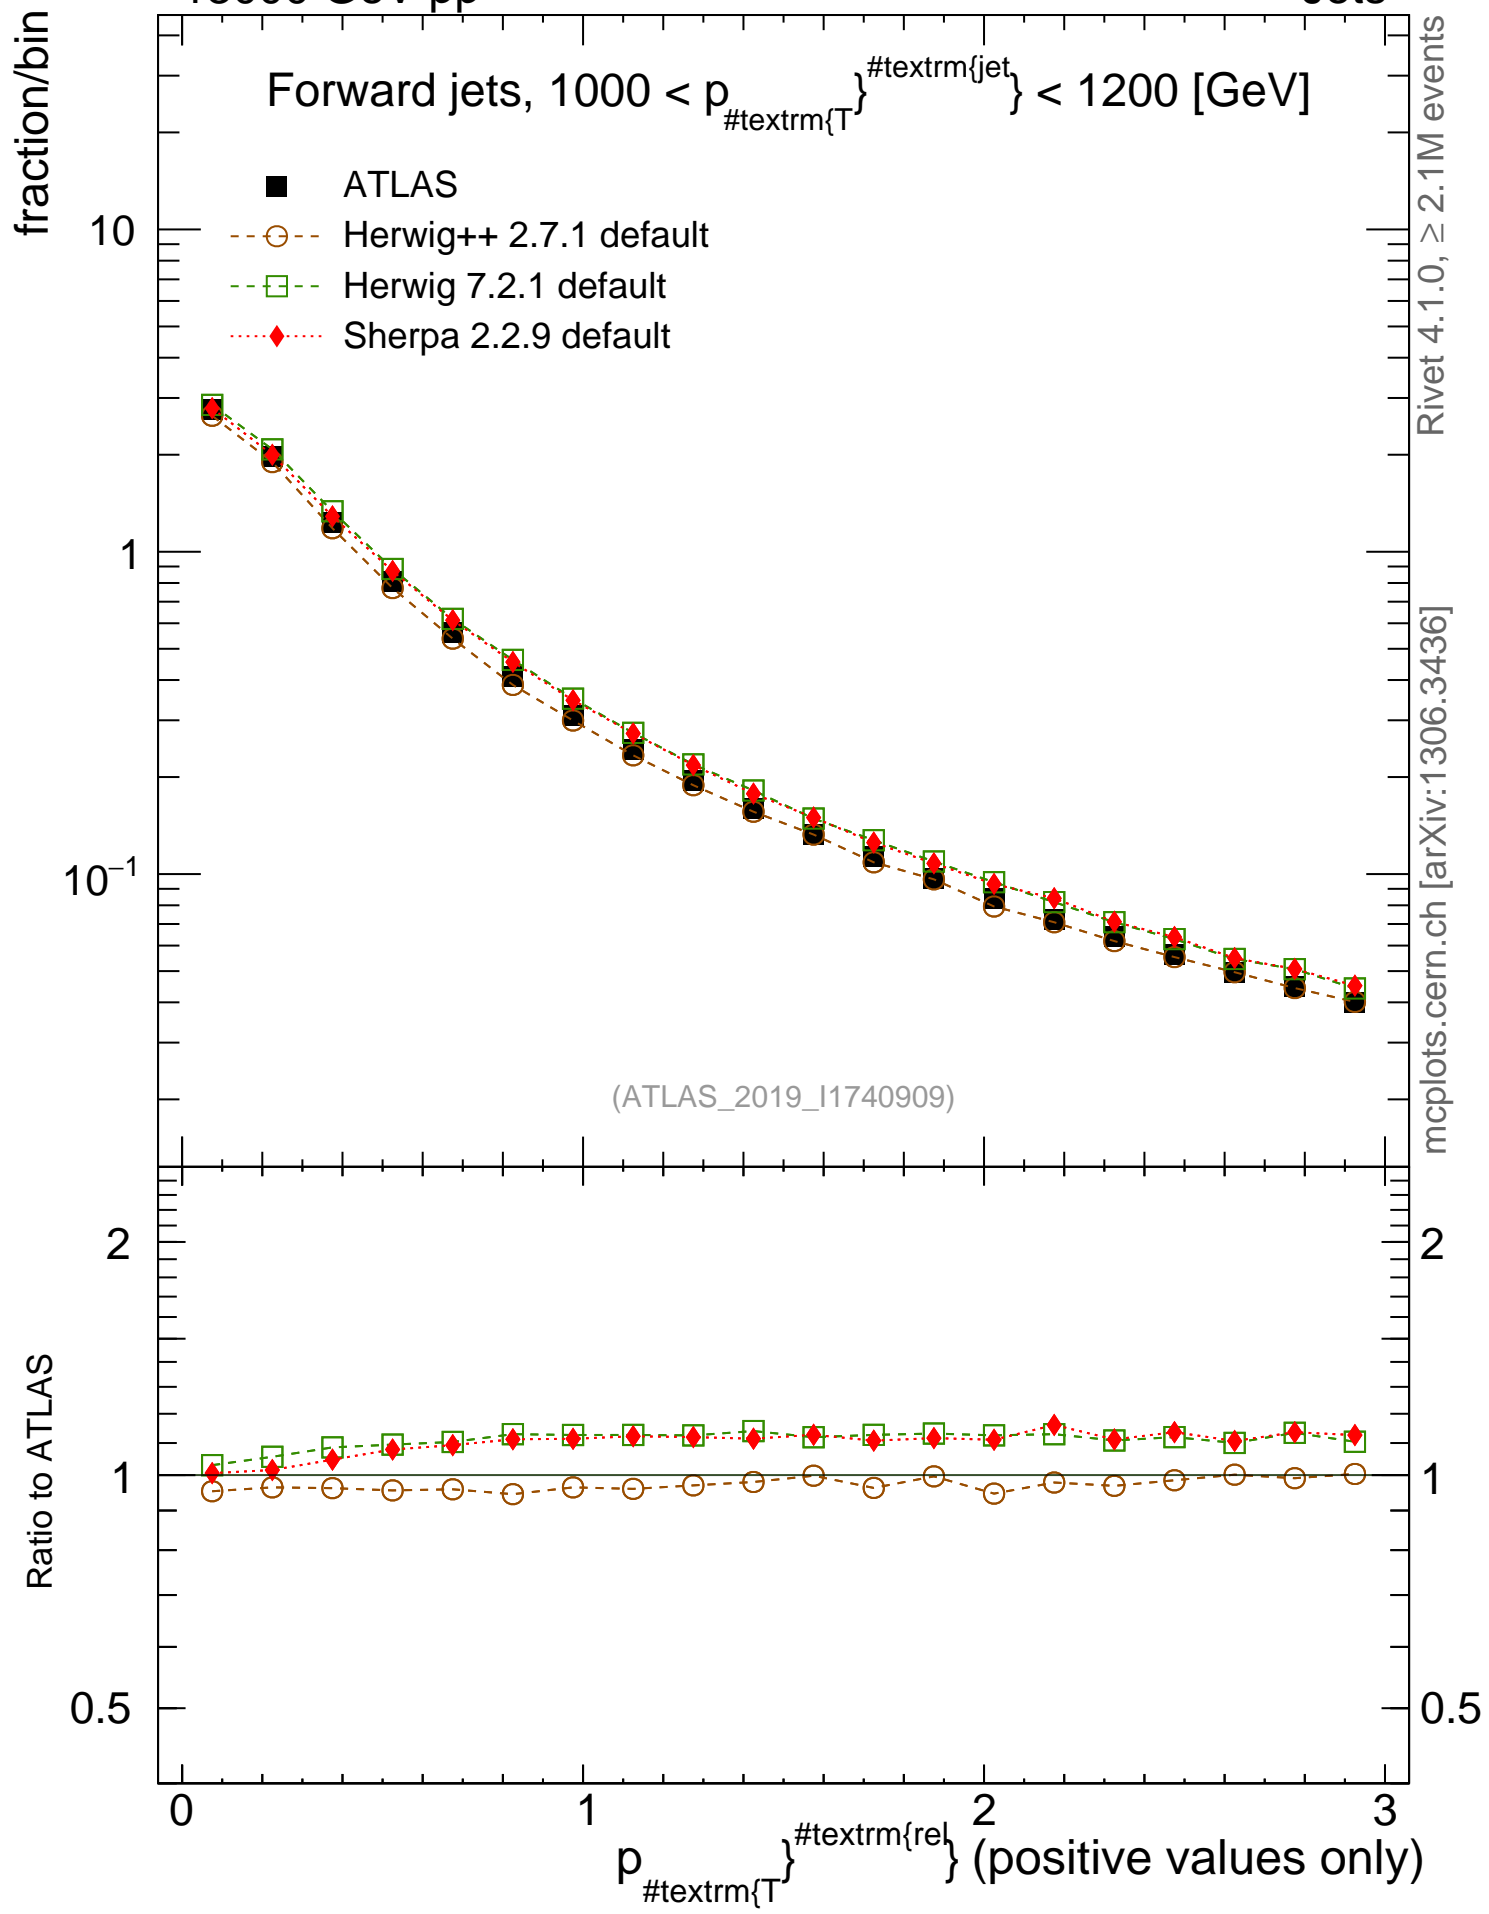 Forward jets, 1000 < p_{#textrm{T}}^{#textrm{jet}} < 1200 [GeV]
fraction/bin
ATLAS
Herwig++ 2.7.1 default
Herwig 7.2.1 default
Sherpa 2.2.9 default
10
1
10⁻¹
(ATLAS_2019_I1740909)
Rivet 4.1.0, ≥ 2.1M events
mcplots.cern.ch [arXiv:1306.3436]
Ratio to ATLAS
2
1
0.5
2
1
0.5
0 1 2 3
p_{#textrm{T}}^{#textrm{rel}} (positive values only)